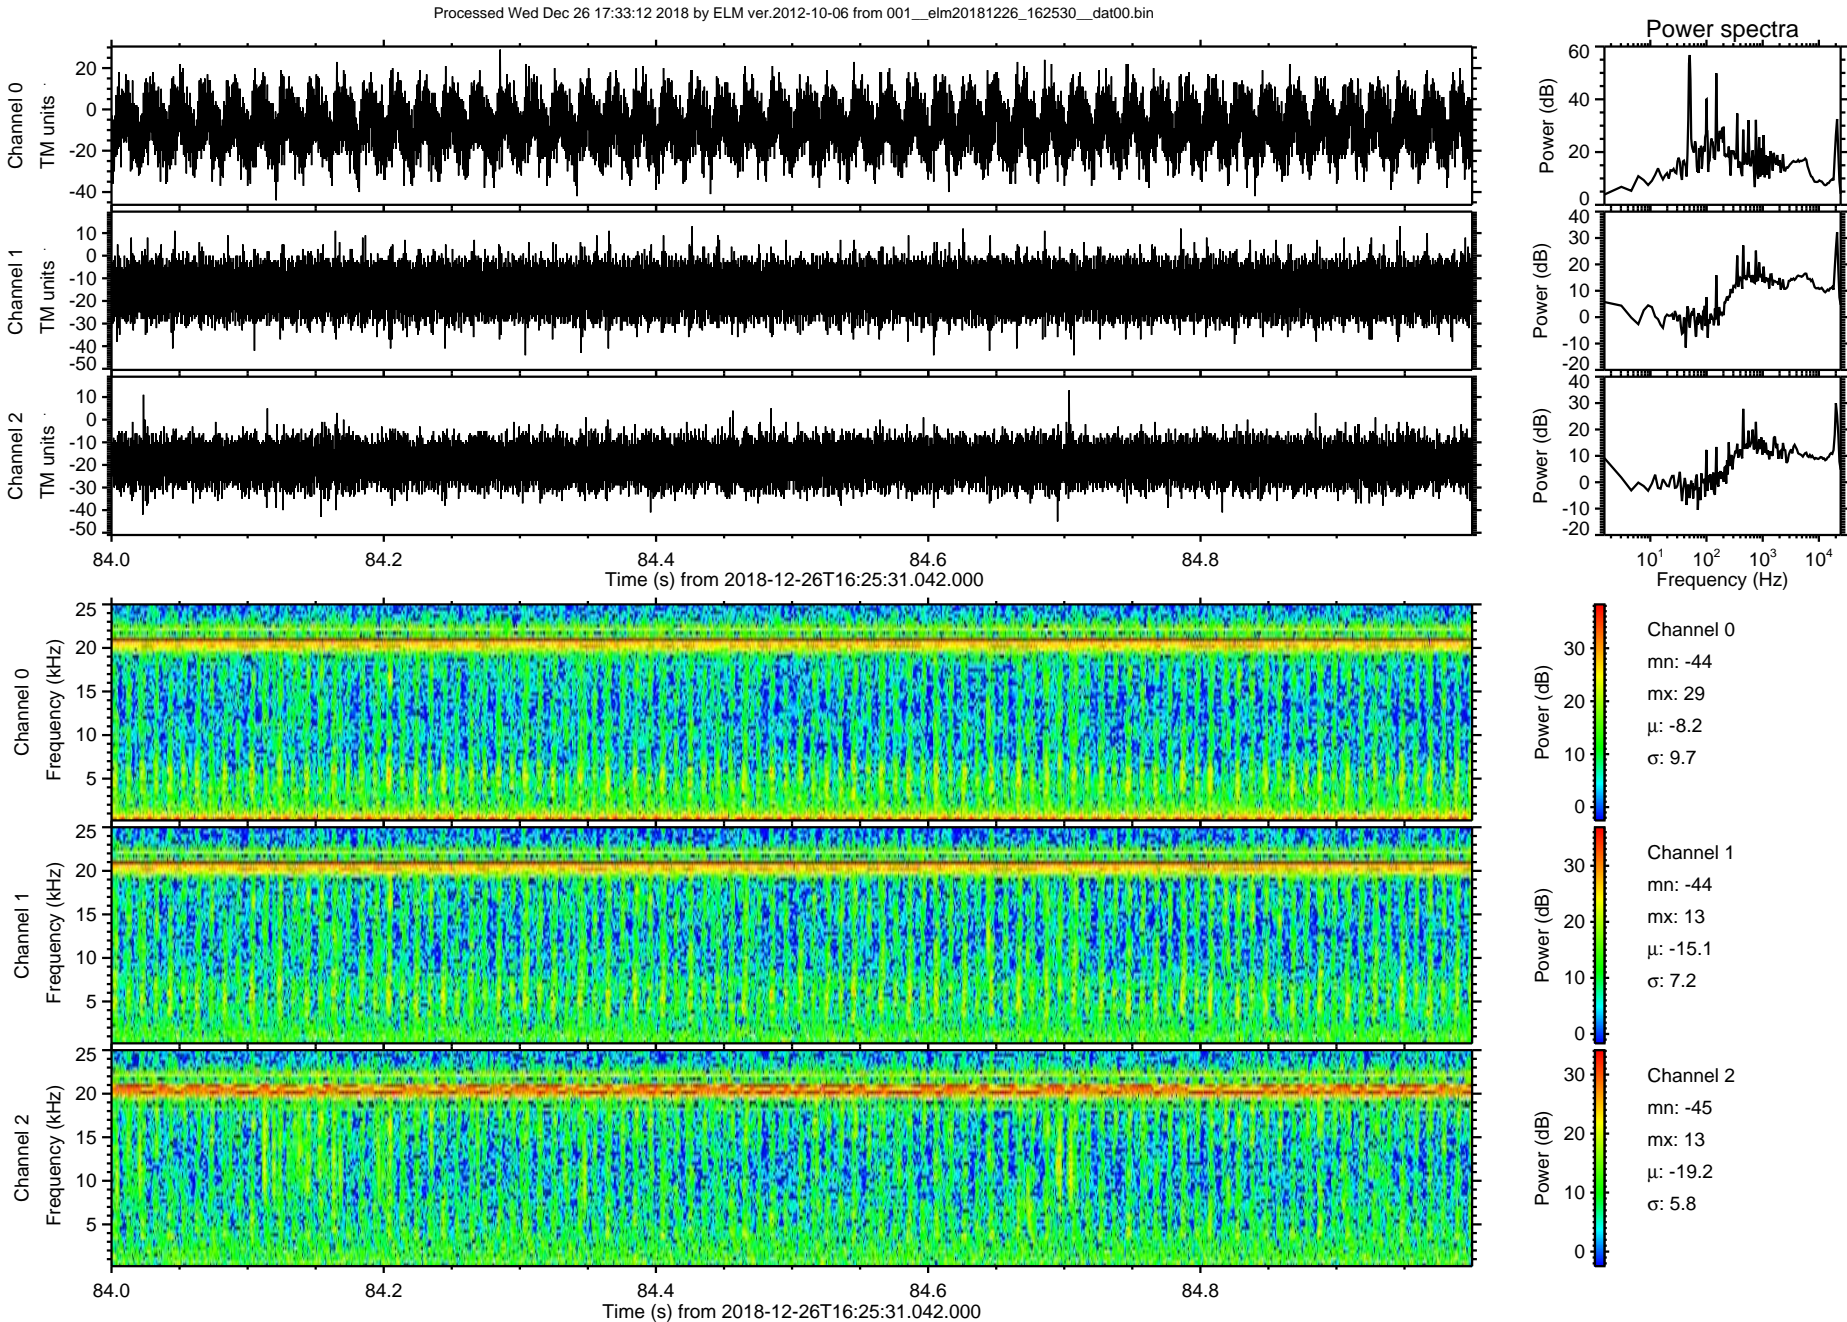 Processed Wed Dec 26 17:33:12 2018 by ELM ver.2012-10-06 from 001__elm20181226_162530__dat00.bin
Power spectra
Channel 0
TM units
20
0
-20
-40
Power (dB)
60
40
20
0
Channel 1
TM units
10
0
-10
-20
-30
-40
-50
Power (dB)
40
30
20
10
0
-10
-20
Channel 2
TM units
10
0
-10
-20
-30
-40
-50
Power (dB)
40
30
20
10
0
-10
-20
84.0 84.2 84.4 84.6 84.8
Time (s) from 2018-12-26T16:25:31.042.000
10¹ 10² 10³ 10⁴
Frequency (Hz)
Channel 0
Frequency (kHz)
25
20
15
10
5
Power (dB)
30
20
10
0
Channel 0
mn: -44
mx: 29
μ: -8.2
σ: 9.7
Channel 1
Frequency (kHz)
25
20
15
10
5
Power (dB)
30
20
10
0
Channel 1
mn: -44
mx: 13
μ: -15.1
σ: 7.2
Channel 2
Frequency (kHz)
25
20
15
10
5
Power (dB)
30
20
10
0
Channel 2
mn: -45
mx: 13
μ: -19.2
σ: 5.8
84.0 84.2 84.4 84.6 84.8
Time (s) from 2018-12-26T16:25:31.042.000